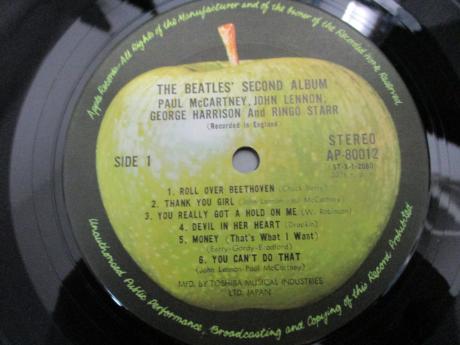 Apple Records - All Rights of the Manufacturer and of the Owner of the Recorded Work Reserved
THE BEATLES' SECOND ALBUM
PAUL McCARTNEY, JOHN LENNON,
GEORGE HARRISON And RINGO STARR
(Recorded in England)
SIDE 1
STEREO
AP-80012
(ST-X-1-2080)
1. ROLL OVER BEETHOVEN (Chuck Berry)
2. THANK YOU GIRL (John Lennon-Paul McCartney)
3. YOU REALLY GOT A HOLD ON ME (W. Robinson)
4. DEVIL IN HER HEART (Drapkin)
5. MONEY (That's What I Want)
(Berry-Gordy-Bradford)
6. YOU CAN'T DO THAT
(John Lennon-Paul McCartney)
MFD. BY TOSHIBA MUSICAL INDUSTRIES
LTD. JAPAN
Unauthorised Public Performance, Broadcasting and Copying of this Record Prohibited